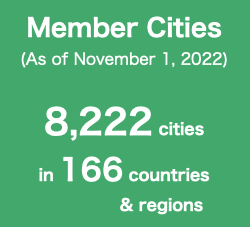 Member Cities
(As of November 1, 2022)
8,222 cities
in 166 countries
& regions